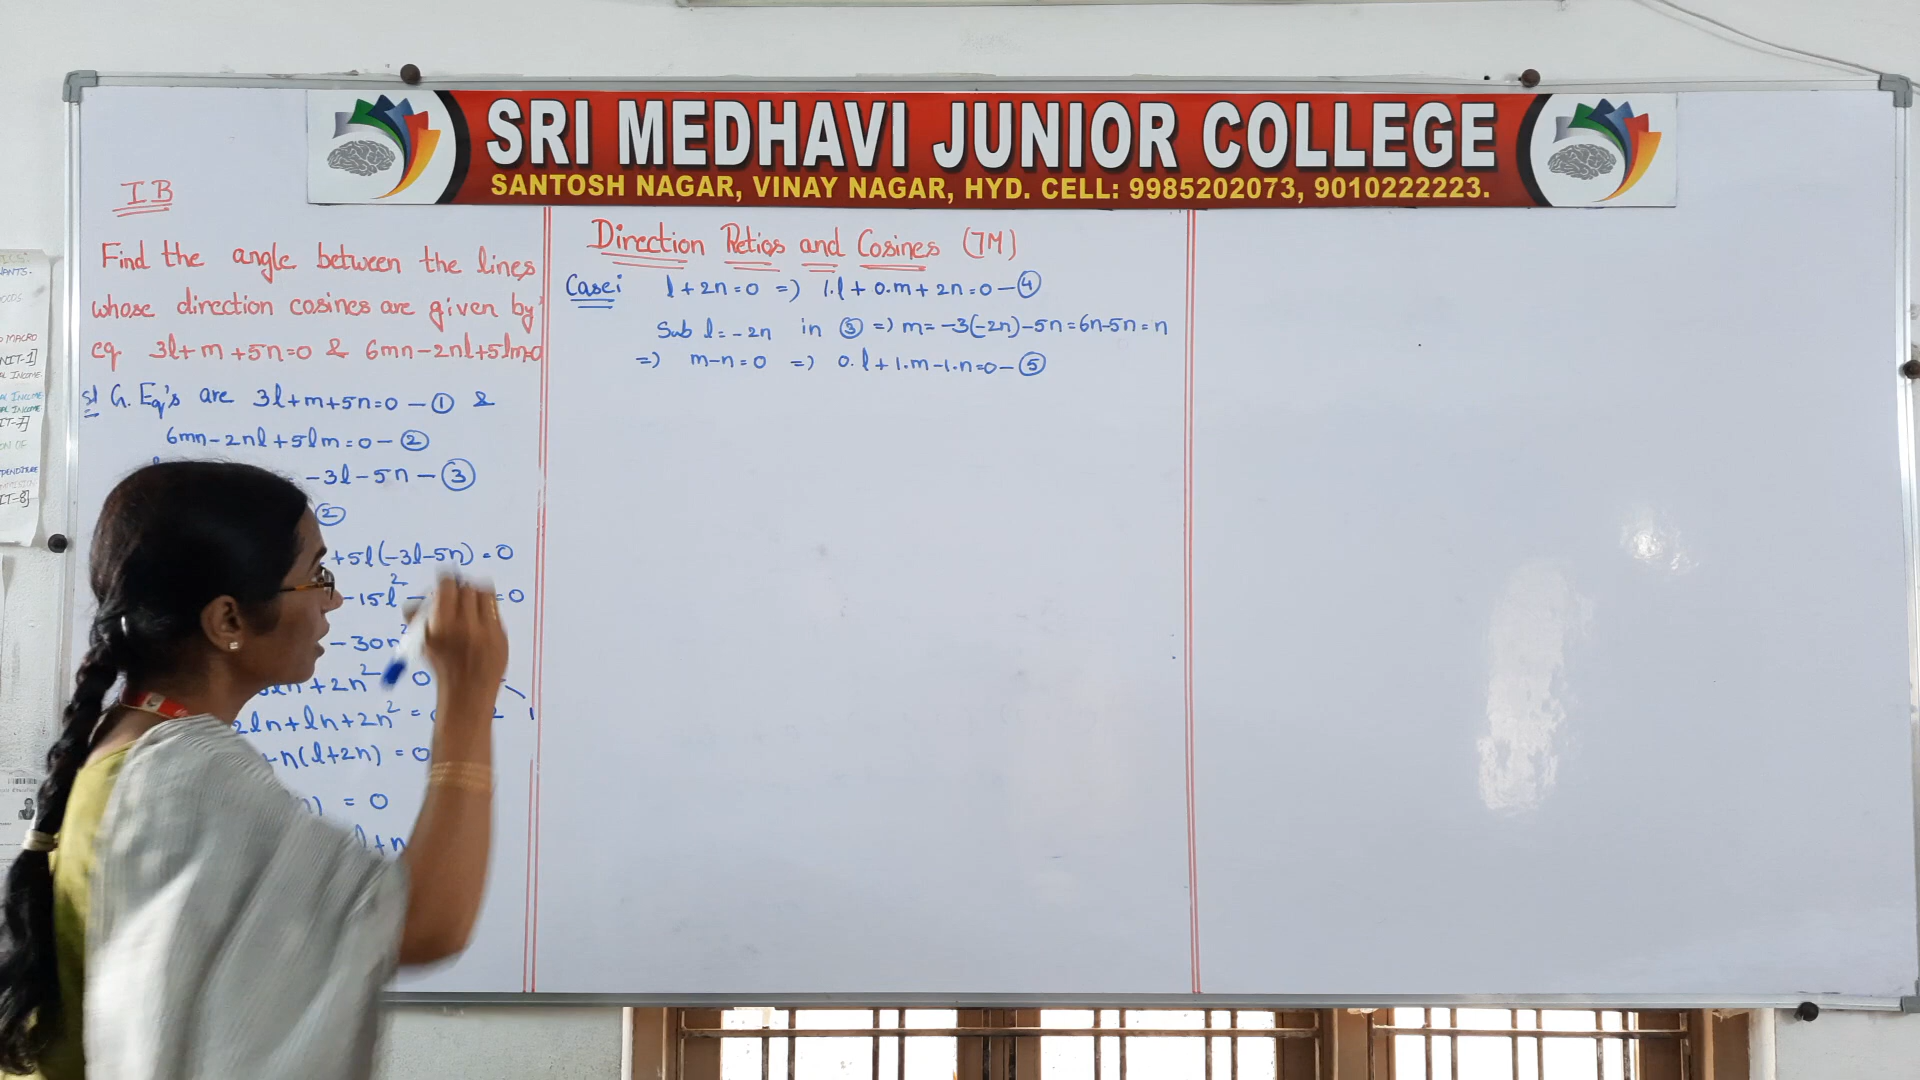 SRI MEDHAVI JUNIOR COLLEGE
SANTOSH NAGAR, VINAY NAGAR, HYD. CELL: 9985202073, 9010222223.
IB
Find the angle between the lines
whose direction cosines are given by
eq 3l+m+5n=0 & 6mn-2nl+5lm=0
sl G. Eq's are 3l+m+5n=0 — ① &
6mn-2nl+5lm=0 — ②
-3l-5n — ③
②
+5l(-3l-5n)=0
-15l² - =0
-30n²
+2n² 0
2ln+ln+2n² =
n(l+2n) = 0
n) = 0
l+n
Direction Retios and Cosines (7M)
Case i l+2n=0 => 1.l+0.m+2n=0 — ④
Sub l=-2n in ③ => m=-3(-2n)-5n=6n-5n=n
=> m-n=0 => 0.l+1.m-1.n=0 — ⑤
MACRO